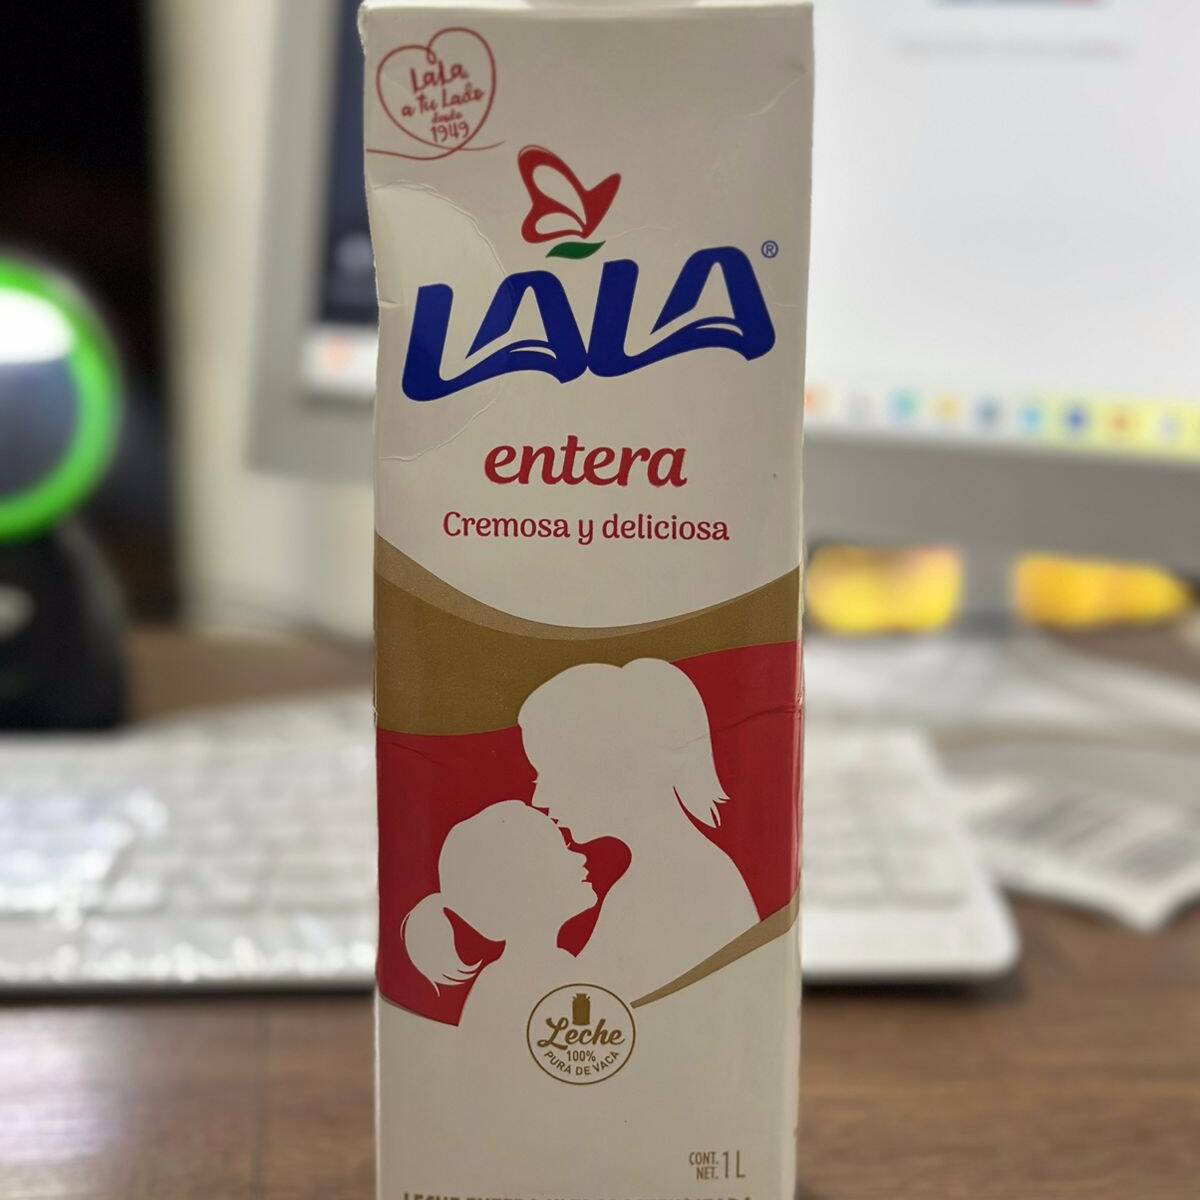 LaLa
a tu Lado
desde
1949
LALA®
entera
Cremosa y deliciosa
Leche
100%
PURA DE VACA
CONT. NET. 1 L